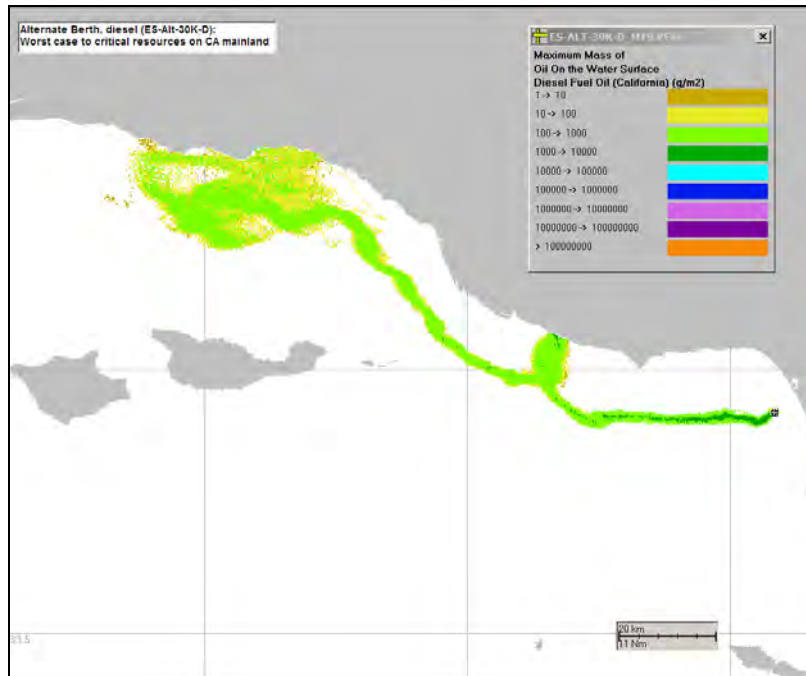 Alternate Berth, diesel (ES-Alt-30K-D):
Worst case to critical resources on CA mainland
Maximum Mass of
Oil On the Water Surface
Diesel Fuel Oil (California) (g/m2)
1-> 10
10-> 100
100-> 1000
1000-> 10000
10000-> 100000
100000-> 1000000
1000000-> 10000000
10000000-> 100000000
> 100000000
20 km
11 Nm